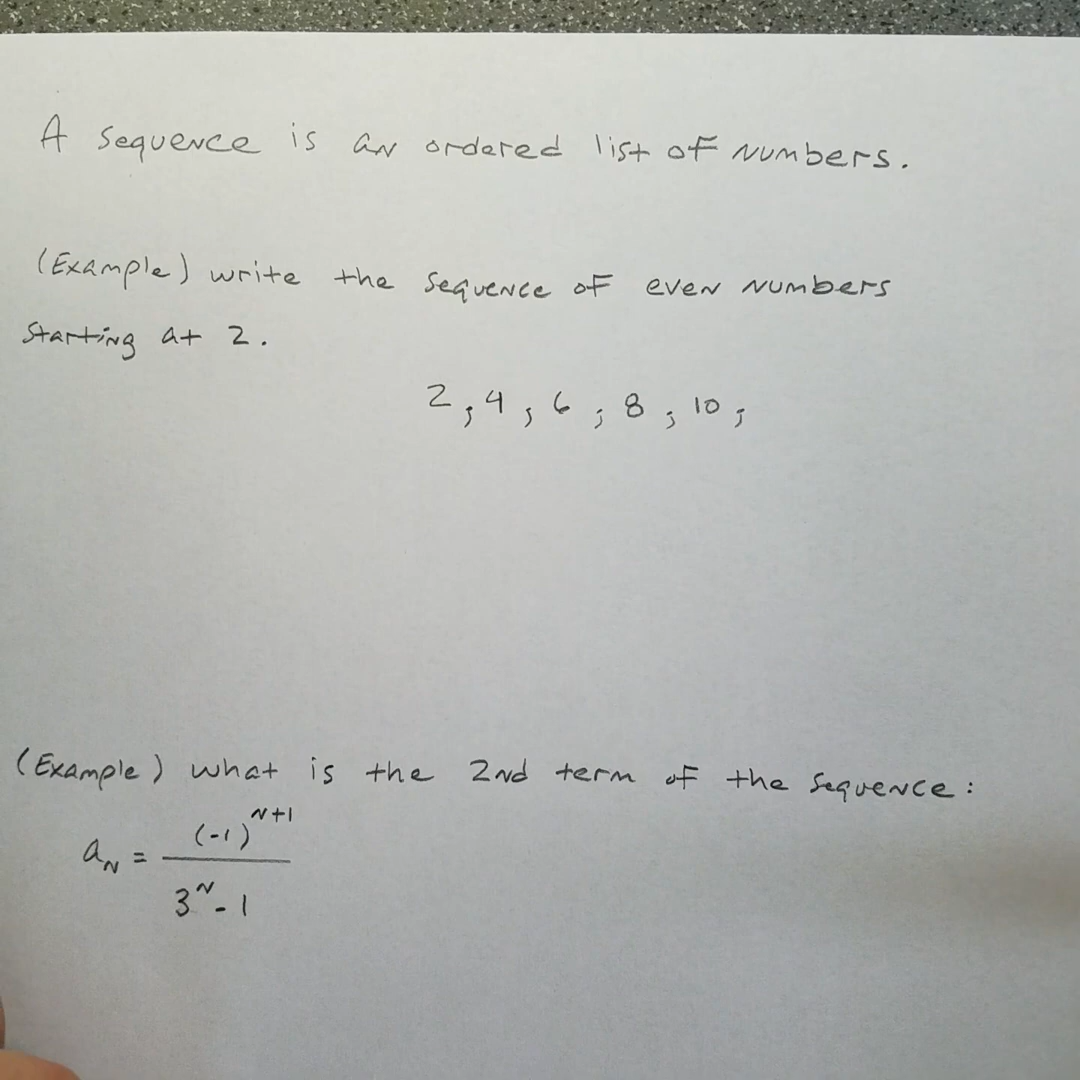 A sequence is an ordered list of numbers.
(Example) write the sequence of even numbers
starting at 2.
2, 4, 6, 8, 10,
(Example) what is the 2nd term of the sequence:
aₙ = (-1)ⁿ⁺¹ / 3ⁿ - 1